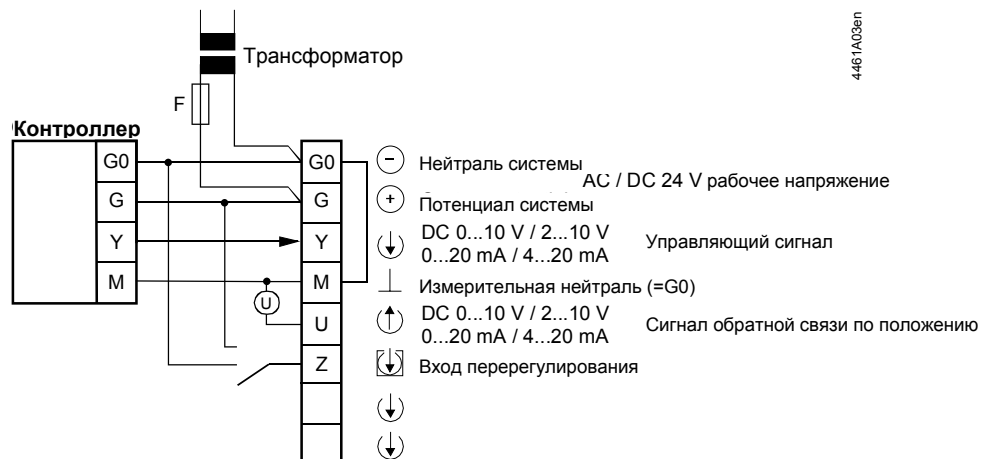 4461A03en
Трансформатор
F
Контроллер
G0
G
Y
M
U
G0
G
Y
M
U
Z
Нейтраль системы
AC / DC 24 V рабочее напряжение
Потенциал системы
DC 0...10 V / 2...10 V
0...20 mA / 4...20 mA
Управляющий сигнал
Измерительная нейтраль (=G0)
DC 0...10 V / 2...10 V
0...20 mA / 4...20 mA
Сигнал обратной связи по положению
Вход перерегулирования